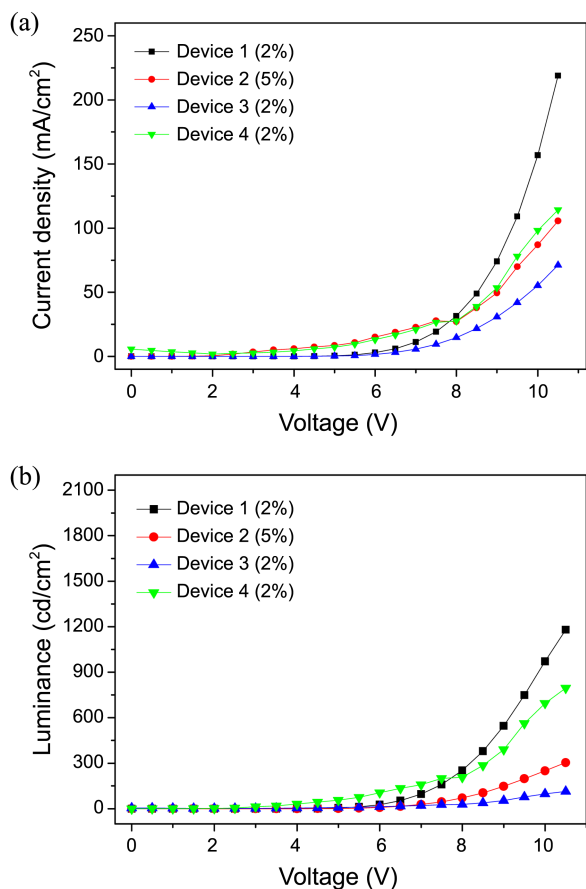 (a)
250
200
150
100
50
0
Current density (mA/cm²)
Device 1 (2%)
Device 2 (5%)
Device 3 (2%)
Device 4 (2%)
0 2 4 6 8 10
Voltage (V)
(b)
2100
1800
1500
1200
900
600
300
0
Luminance (cd/cm²)
Device 1 (2%)
Device 2 (5%)
Device 3 (2%)
Device 4 (2%)
0 2 4 6 8 10
Voltage (V)